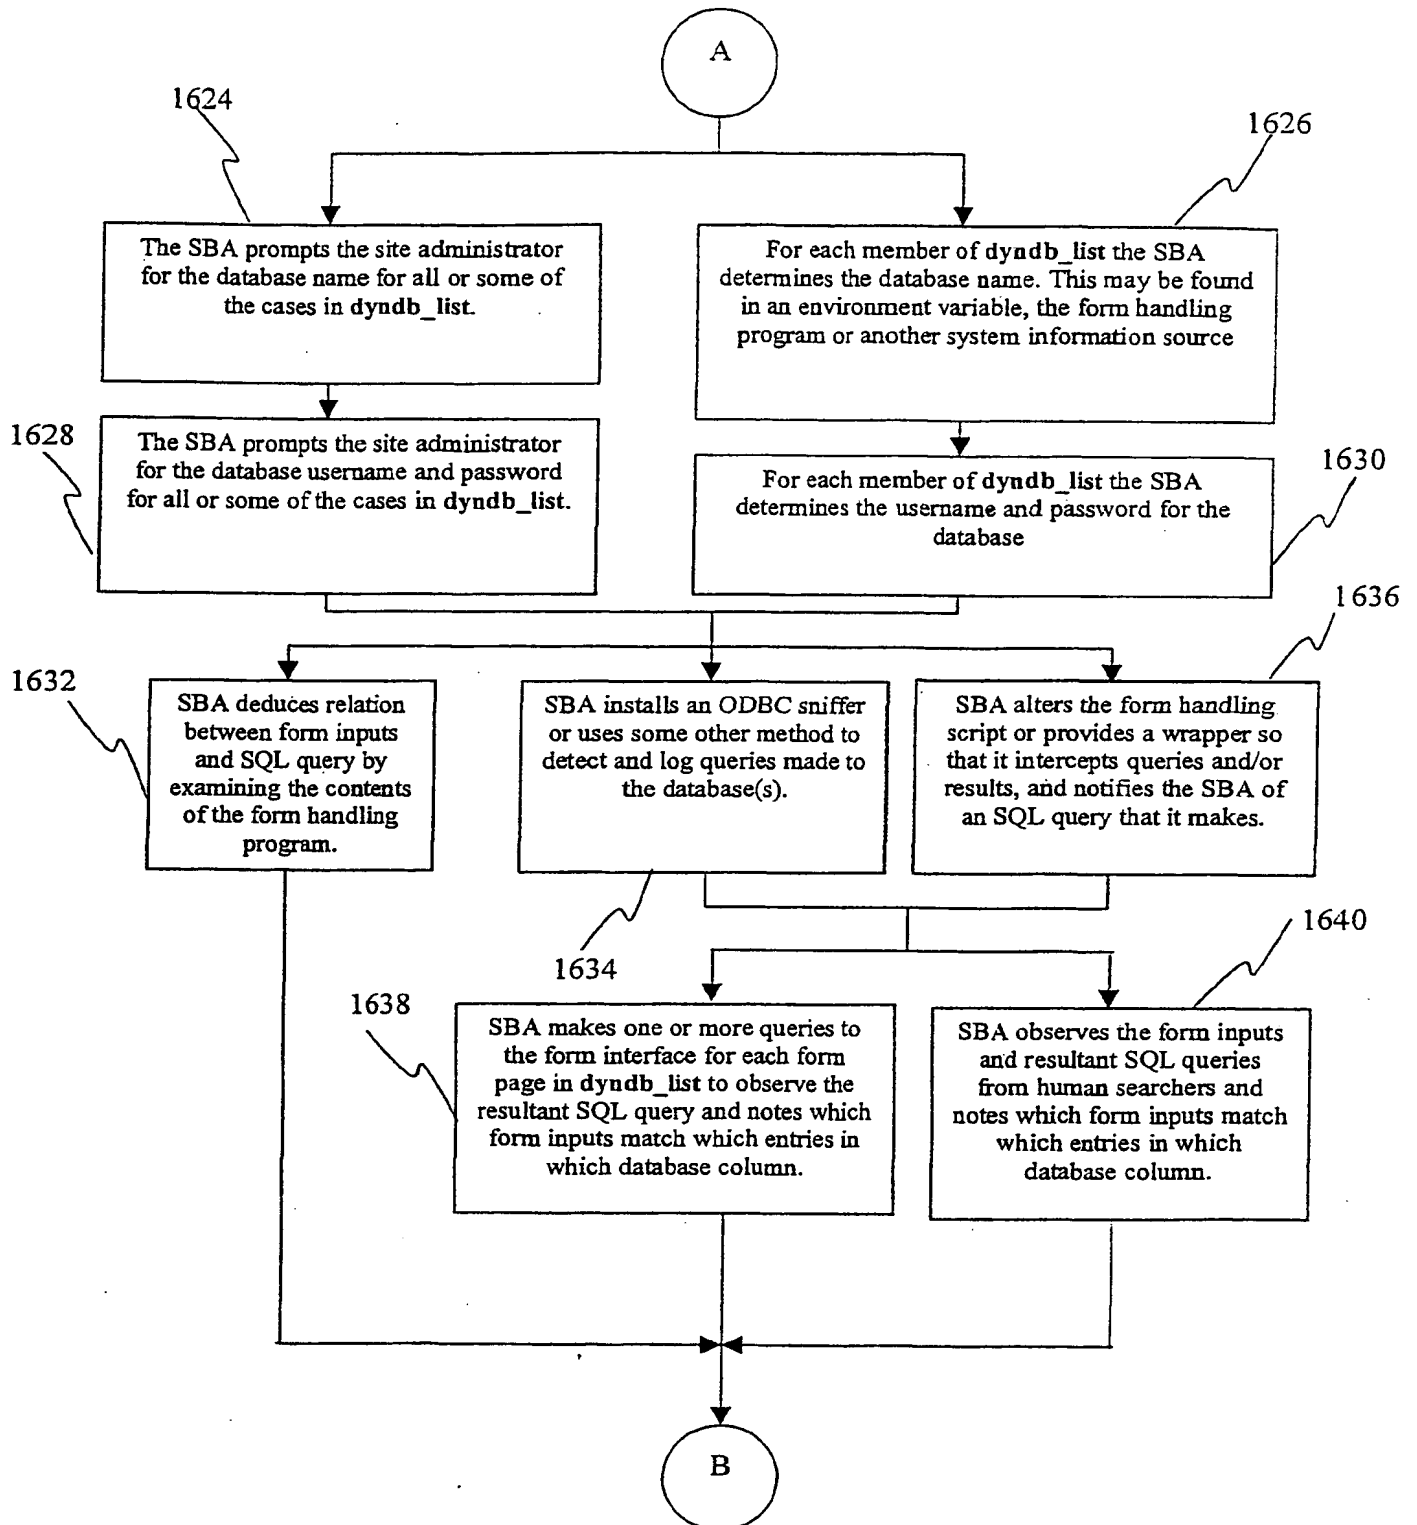 A
1624
1626
The SBA prompts the site administrator
for the database name for all or some of
the cases in dyndb_list.
For each member of dyndb_list the SBA
determines the database name. This may be found
in an environment variable, the form handling
program or another system information source
1628
The SBA prompts the site administrator
for the database username and password
for all or some of the cases in dyndb_list.
1630
For each member of dyndb_list the SBA
determines the username and password for the
database
1636
1632
SBA deduces relation
between form inputs
and SQL query by
examining the contents
of the form handling
program.
SBA installs an ODBC sniffer
or uses some other method to
detect and log queries made to
the database(s).
SBA alters the form handling
script or provides a wrapper so
that it intercepts queries and/or
results, and notifies the SBA of
an SQL query that it makes.
1634
1640
1638
SBA makes one or more queries to
the form interface for each form
page in dyndb_list to observe the
resultant SQL query and notes which
form inputs match which entries in
which database column.
SBA observes the form inputs
and resultant SQL queries
from human searchers and
notes which form inputs match
which entries in which
database column.
B